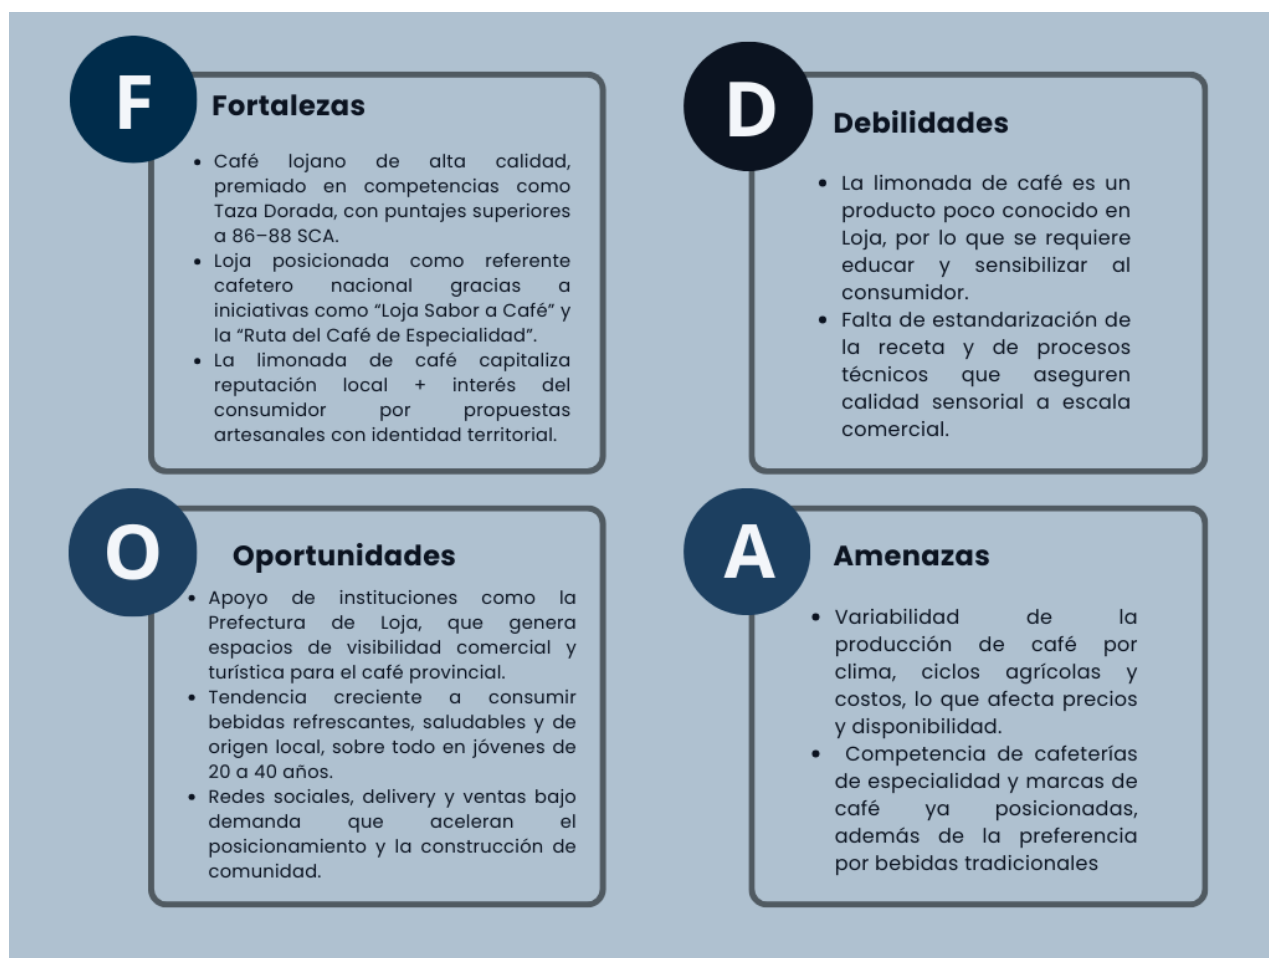 F
Fortalezas
• Café lojano de alta calidad,
premiado en competencias como
Taza Dorada, con puntajes superiores
a 86–88 SCA.
• Loja posicionada como referente
cafetero nacional gracias a
iniciativas como “Loja Sabor a Café” y
la “Ruta del Café de Especialidad”.
• La limonada de café capitaliza
reputación local + interés del
consumidor por propuestas
artesanales con identidad territorial.
D
Debilidades
• La limonada de café es un
producto poco conocido en
Loja, por lo que se requiere
educar y sensibilizar al
consumidor.
• Falta de estandarización de
la receta y de procesos
técnicos que aseguren
calidad sensorial a escala
comercial.
O
Oportunidades
• Apoyo de instituciones como la
Prefectura de Loja, que genera
espacios de visibilidad comercial y
turística para el café provincial.
• Tendencia creciente a consumir
bebidas refrescantes, saludables y de
origen local, sobre todo en jóvenes de
20 a 40 años.
• Redes sociales, delivery y ventas bajo
demanda que aceleran el
posicionamiento y la construcción de
comunidad.
A
Amenazas
• Variabilidad de la
producción de café por
clima, ciclos agrícolas y
costos, lo que afecta precios
y disponibilidad.
• Competencia de cafeterías
de especialidad y marcas de
café ya posicionadas,
además de la preferencia
por bebidas tradicionales